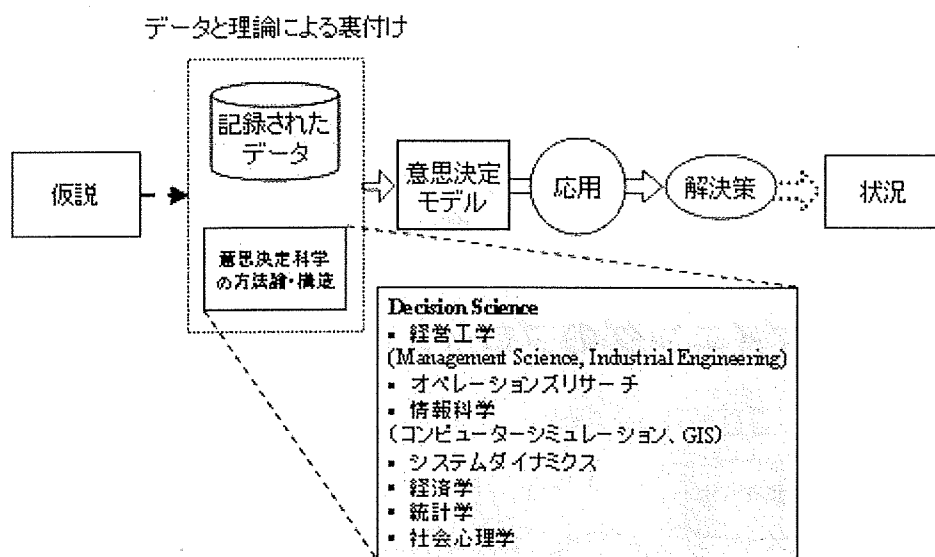 データと理論による裏付け
記録された
データ
仮説
意思決定
モデル
応用
解決策
状況
意思決定科学
の方法論・構造
Decision Science
▪ 経営工学
(Management Science, Industrial Engineering)
▪ オペレーションズリサーチ
▪ 情報科学
(コンピューターシミュレーション、GIS)
▪ システムダイナミクス
▪ 経済学
▪ 統計学
▪ 社会心理学